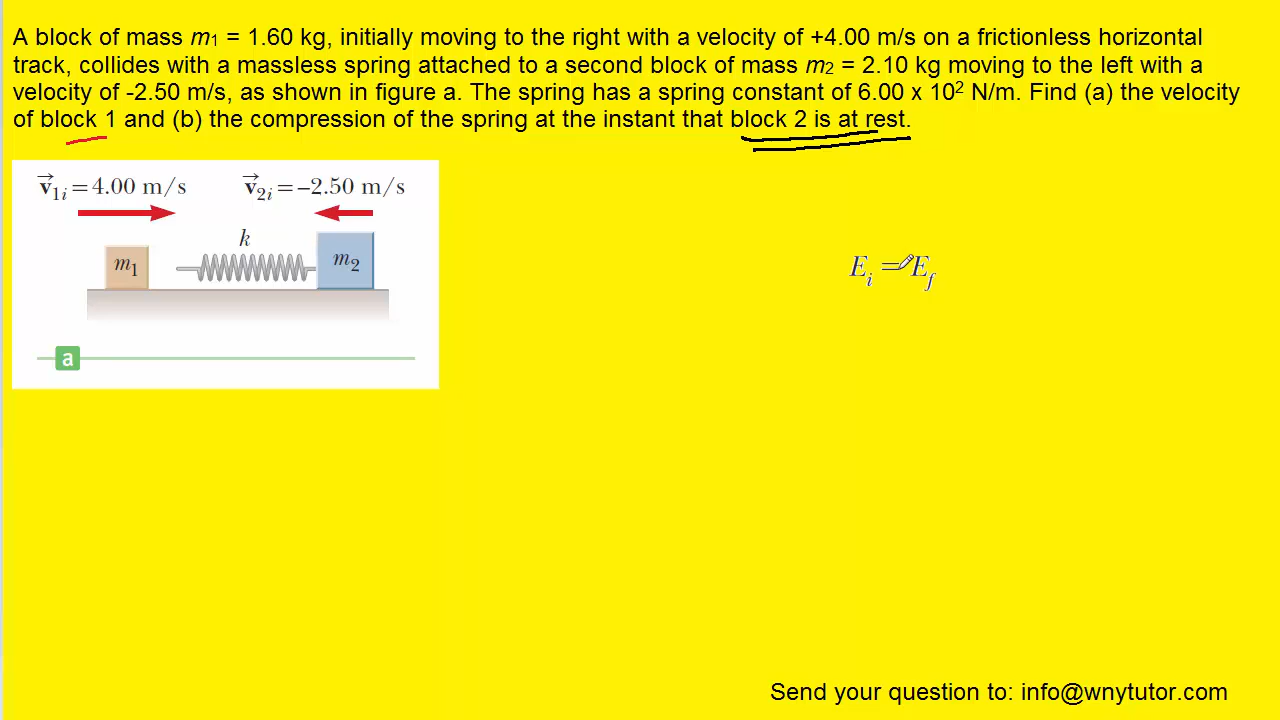 A block of mass m1 = 1.60 kg, initially moving to the right with a velocity of +4.00 m/s on a frictionless horizontal
track, collides with a massless spring attached to a second block of mass m2 = 2.10 kg moving to the left with a
velocity of -2.50 m/s, as shown in figure a. The spring has a spring constant of 6.00 x 10² N/m. Find (a) the velocity
of block 1 and (b) the compression of the spring at the instant that block 2 is at rest.
v⃗₁ᵢ = 4.00 m/s v⃗₂ᵢ = –2.50 m/s
k
m₁ m₂
Eᵢ = E_f
a
Send your question to: info@wnytutor.com